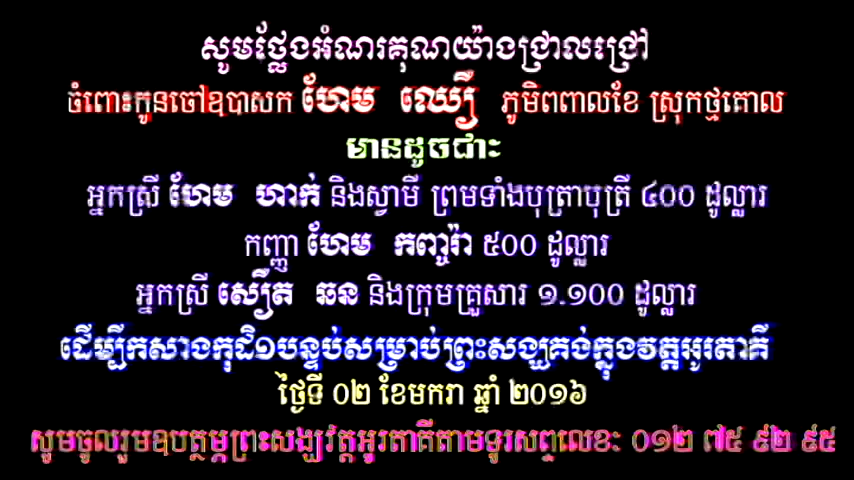 សូមថ្លែងអំណរគុណយ៉ាងជ្រាលជ្រៅ
ចំពោះកូនចៅឧបាសក ហែម ឈឿ ភូមិពពាលខែ ស្រុកថ្មគោល
មានដូចជាៈ
អ្នកស្រី ហែម ហាក់ និងស្វាមី ព្រមទាំងបុត្រាបុត្រី ៤០០ ដូល្លារ
កញ្ញា ហែម កញ្ចរ៉ា ៥០០ ដូល្លារ
អ្នកស្រី សឿត ឆន និងក្រុមគ្រួសារ ១.១០០ ដូល្លារ
ដើម្បីកសាងកុដិ១បន្ទប់សម្រាប់ព្រះសង្ឃគង់ក្នុងវត្តអូរតាគី
ថ្ងៃទី ០២ ខែមករា ឆ្នាំ ២០១៦
សូមចូលរួមឧបត្ថម្ភព្រះសង្ឃវត្តអូរតាគីតាមទូរសព្ទលេខៈ ០១២ ៧៥ ៩២ ៩៥